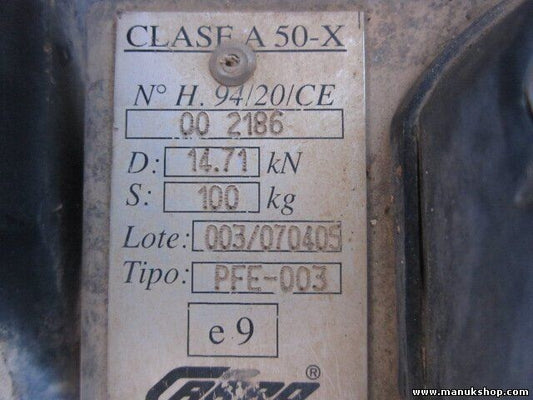 CLASE A 50-X
N° H. 94/20/CE
00 2186
D: 14.71 kN
S: 100 kg
Lote: 003/070405
Tipo: PFE-003
e 9
®
www.manukshop.com